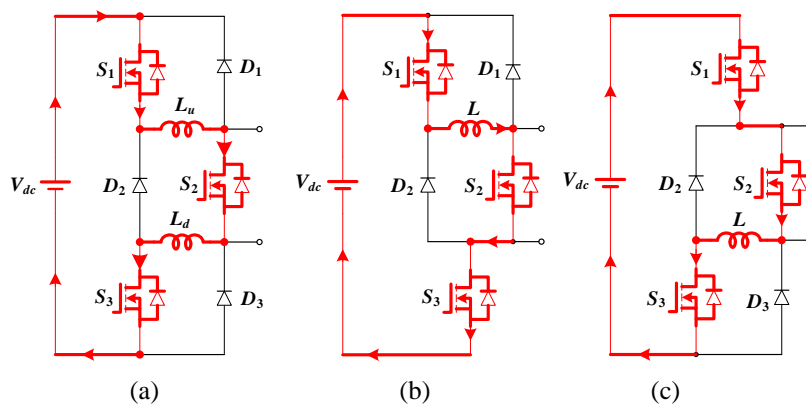 S1
D1
Lu
Vdc
D2
S2
Ld
S3
D3
(a)
S1
D1
L
Vdc
D2
S2
S3
(b)
S1
Vdc
D2
S2
L
S3
D3
(c)